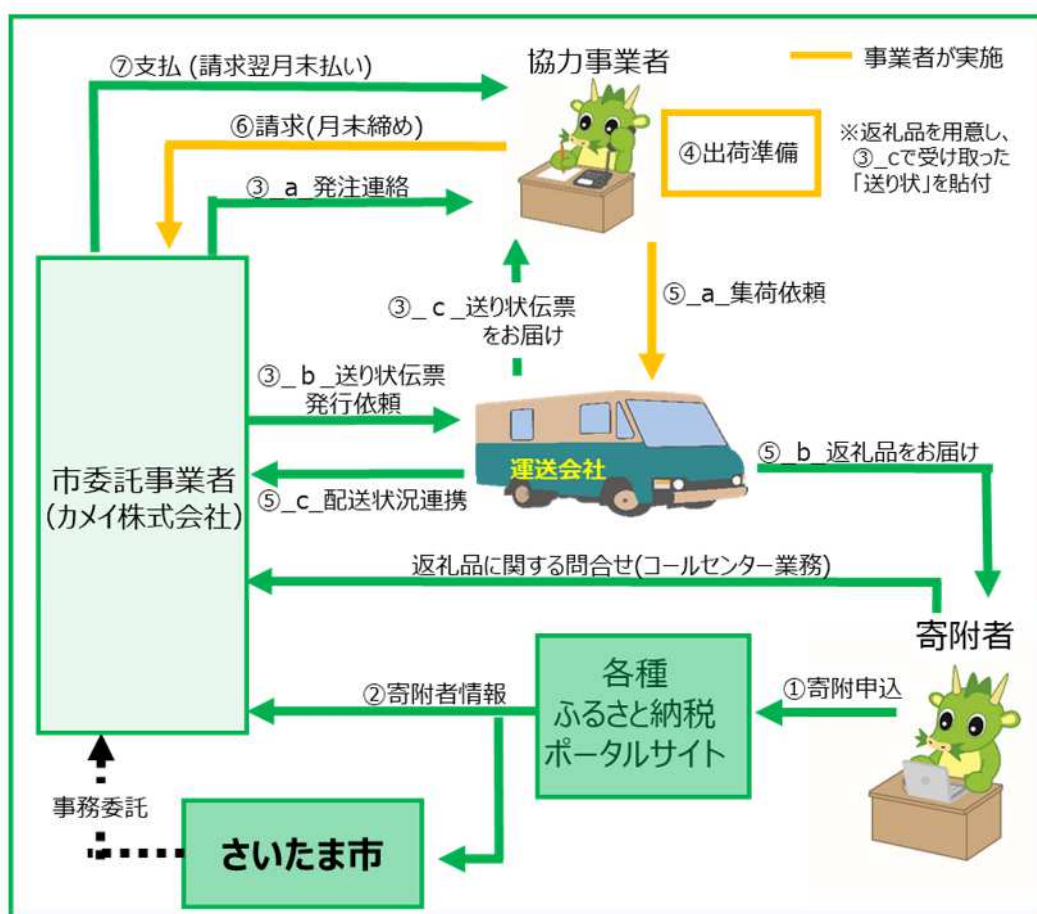 ⑦支払 (請求翌月末払い)
協力事業者
事業者が実施
⑥請求(月末締め)
④出荷準備
※返礼品を用意し、
③_cで受け取った
「送り状」を貼付
③_a_発注連絡
③_c_送り状伝票
をお届け
⑤_a_集荷依頼
③_b_送り状伝票
発行依頼
市委託事業者
(カメイ株式会社)
運送会社
⑤_b_返礼品をお届け
⑤_c_配送状況連携
返礼品に関する問合せ(コールセンター業務)
寄附者
各種
ふるさと納税
ポータルサイト
②寄附者情報
①寄附申込
事務委託
さいたま市